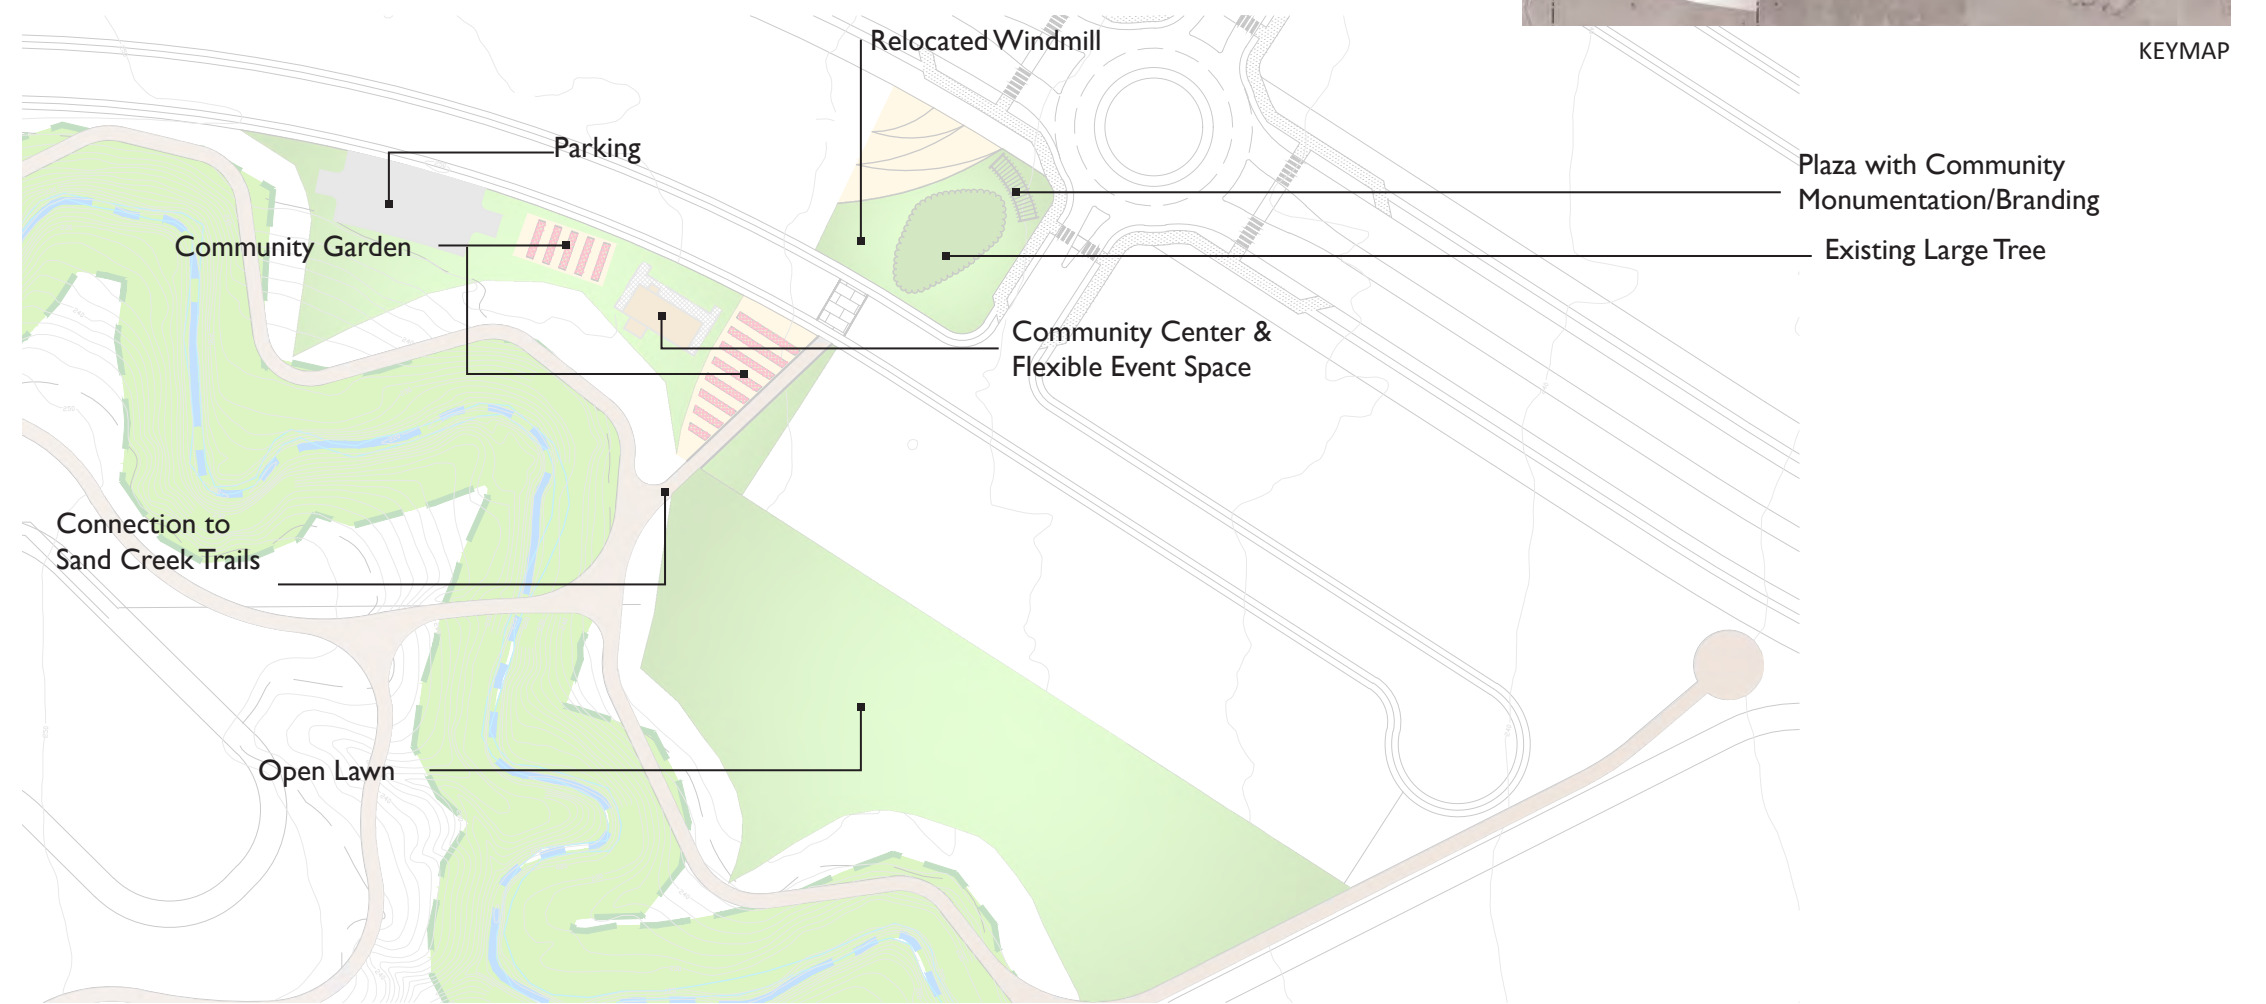 Relocated Windmill
KEYMAP
Parking
Plaza with Community
Monumentation/Branding
Community Garden
Existing Large Tree
Community Center &
Flexible Event Space
Connection to
Sand Creek Trails
Open Lawn